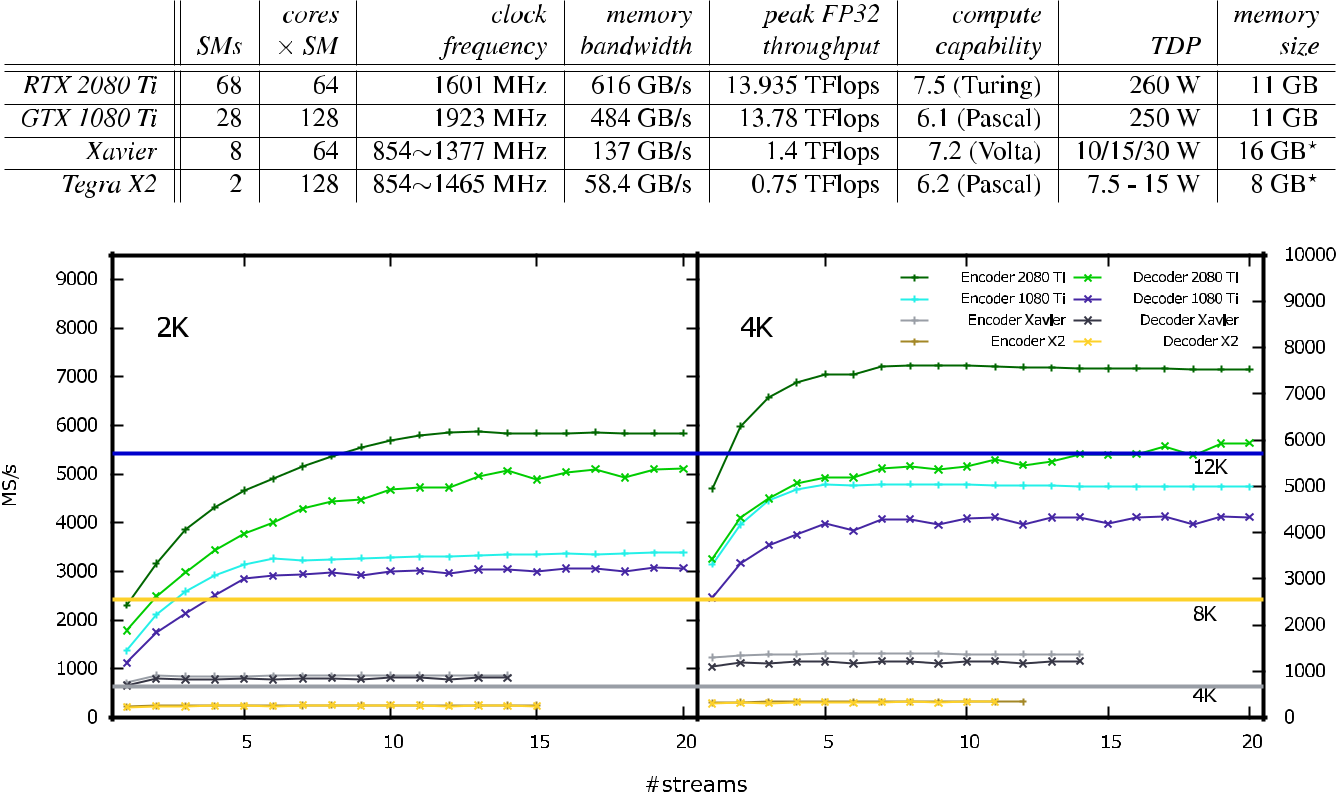 cores clock memory peak FP32 compute memory
SMs × SM frequency bandwidth throughput capability TDP size
RTX 2080 Ti 68 64 1601 MHz 616 GB/s 13.935 TFlops 7.5 (Turing) 260 W 11 GB
GTX 1080 Ti 28 128 1923 MHz 484 GB/s 13.78 TFlops 6.1 (Pascal) 250 W 11 GB
Xavier 8 64 854∼1377 MHz 137 GB/s 1.4 TFlops 7.2 (Volta) 10/15/30 W 16 GB⋆
Tegra X2 2 128 854∼1465 MHz 58.4 GB/s 0.75 TFlops 6.2 (Pascal) 7.5 - 15 W 8 GB⋆
MS/s
9000
8000
7000
6000
5000
4000
3000
2000
1000
0
2K
5 10 15 20
4K
Encoder 2080 Ti Decoder 2080 Ti
Encoder 1080 Ti Decoder 1080 Ti
Encoder Xavier Decoder Xavier
Encoder X2 Decoder X2
12K
8K
4K
5 10 15 20
10000
9000
8000
7000
6000
5000
4000
3000
2000
1000
0
#streams